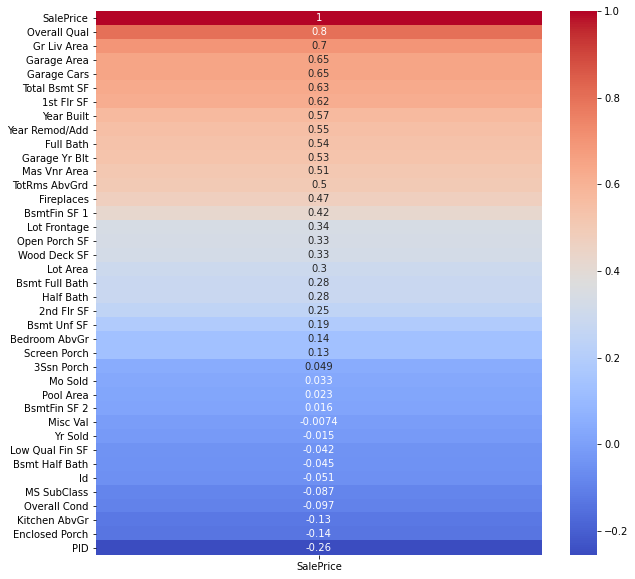 SalePrice 1
Overall Qual 0.8
Gr Liv Area 0.7
Garage Area 0.65
Garage Cars 0.65
Total Bsmt SF 0.63
1st Flr SF 0.62
Year Built 0.57
Year Remod/Add 0.55
Full Bath 0.54
Garage Yr Blt 0.53
Mas Vnr Area 0.51
TotRms AbvGrd 0.5
Fireplaces 0.47
BsmtFin SF 1 0.42
Lot Frontage 0.34
Open Porch SF 0.33
Wood Deck SF 0.33
Lot Area 0.3
Bsmt Full Bath 0.28
Half Bath 0.28
2nd Flr SF 0.25
Bsmt Unf SF 0.19
Bedroom AbvGr 0.14
Screen Porch 0.13
3Ssn Porch 0.049
Mo Sold 0.033
Pool Area 0.023
BsmtFin SF 2 0.016
Misc Val -0.0074
Yr Sold -0.015
Low Qual Fin SF -0.042
Bsmt Half Bath -0.045
Id -0.051
MS SubClass -0.087
Overall Cond -0.097
Kitchen AbvGr -0.13
Enclosed Porch -0.14
PID -0.26
SalePrice
1.0
0.8
0.6
0.4
0.2
0.0
−0.2